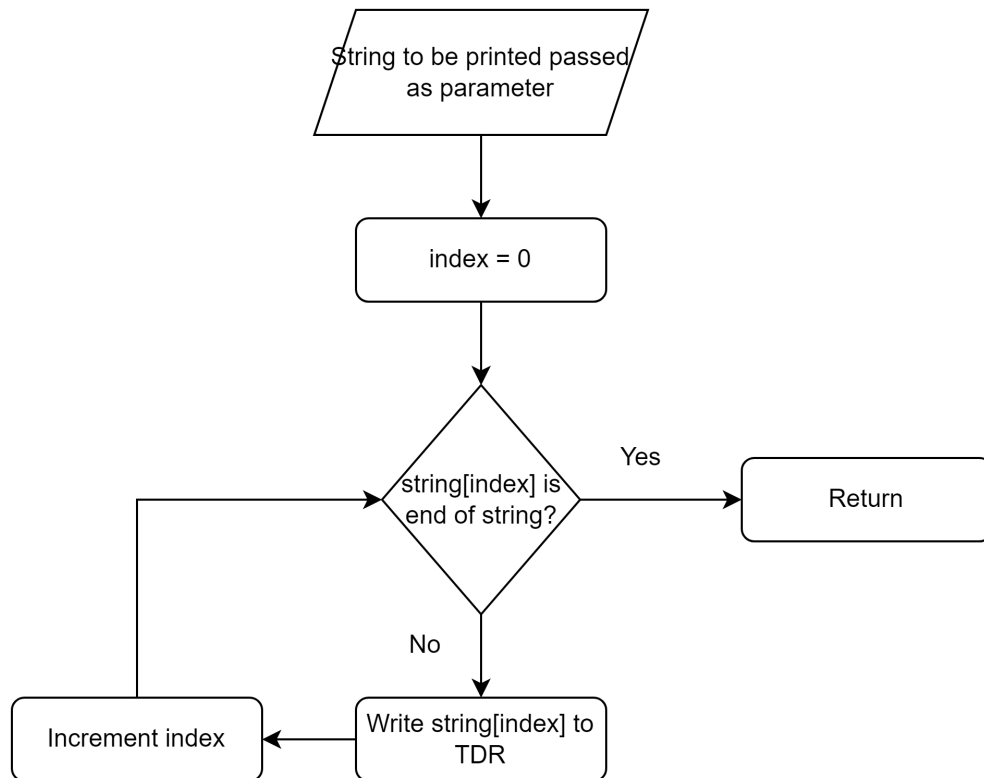 String to be printed passed
as parameter
index = 0
string[index] is
end of string?
Yes
Return
No
Write string[index] to
TDR
Increment index